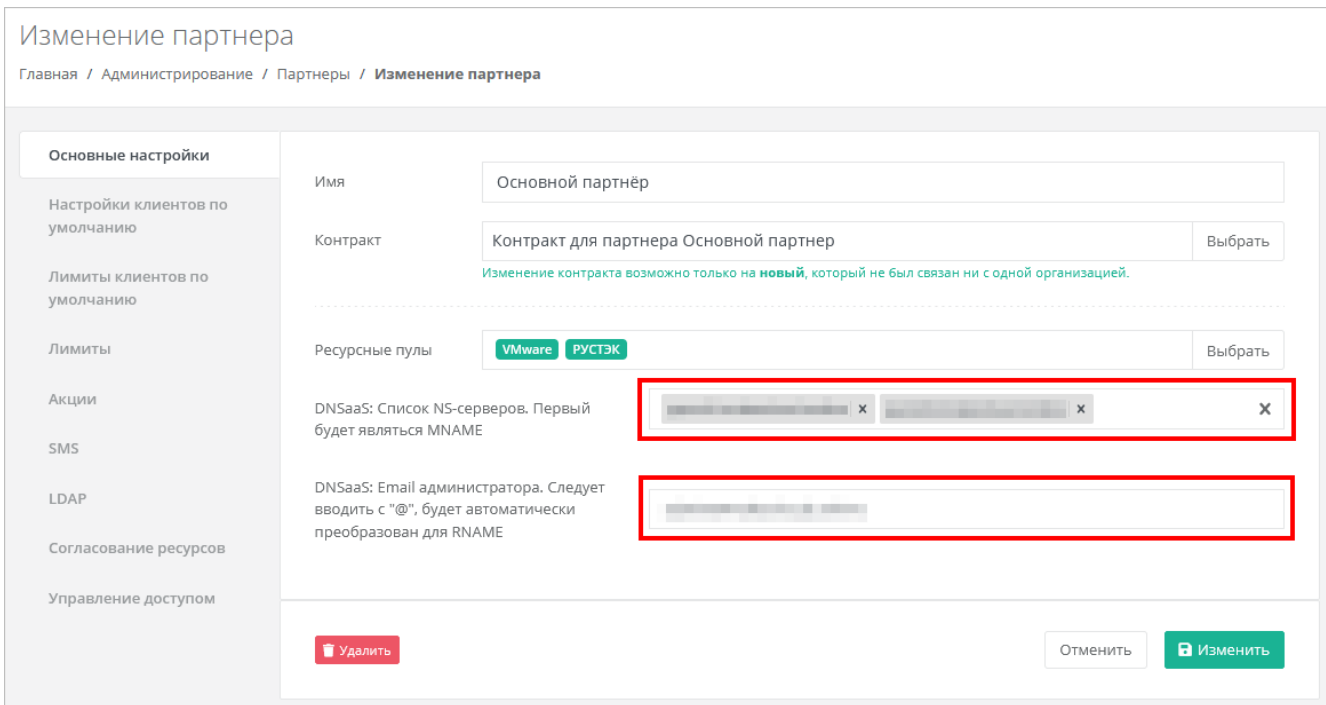 Изменение партнера
Главная / Администрирование / Партнеры / Изменение партнера
Основные настройки
Настройки клиентов по
умолчанию
Лимиты клиентов по
умолчанию
Лимиты
Акции
SMS
LDAP
Согласование ресурсов
Управление доступом
Имя
Основной партнёр
Контракт
Контракт для партнера Основной партнер
Выбрать
Изменение контракта возможно только на новый, который не был связан ни с одной организацией.
Ресурсные пулы
VMware РУСТЭК
Выбрать
DNSaaS: Список NS-серверов. Первый
будет являться MNAME
DNSaaS: Email администратора. Следует
вводить с "@", будет автоматически
преобразован для RNAME
Удалить
Отменить
Изменить